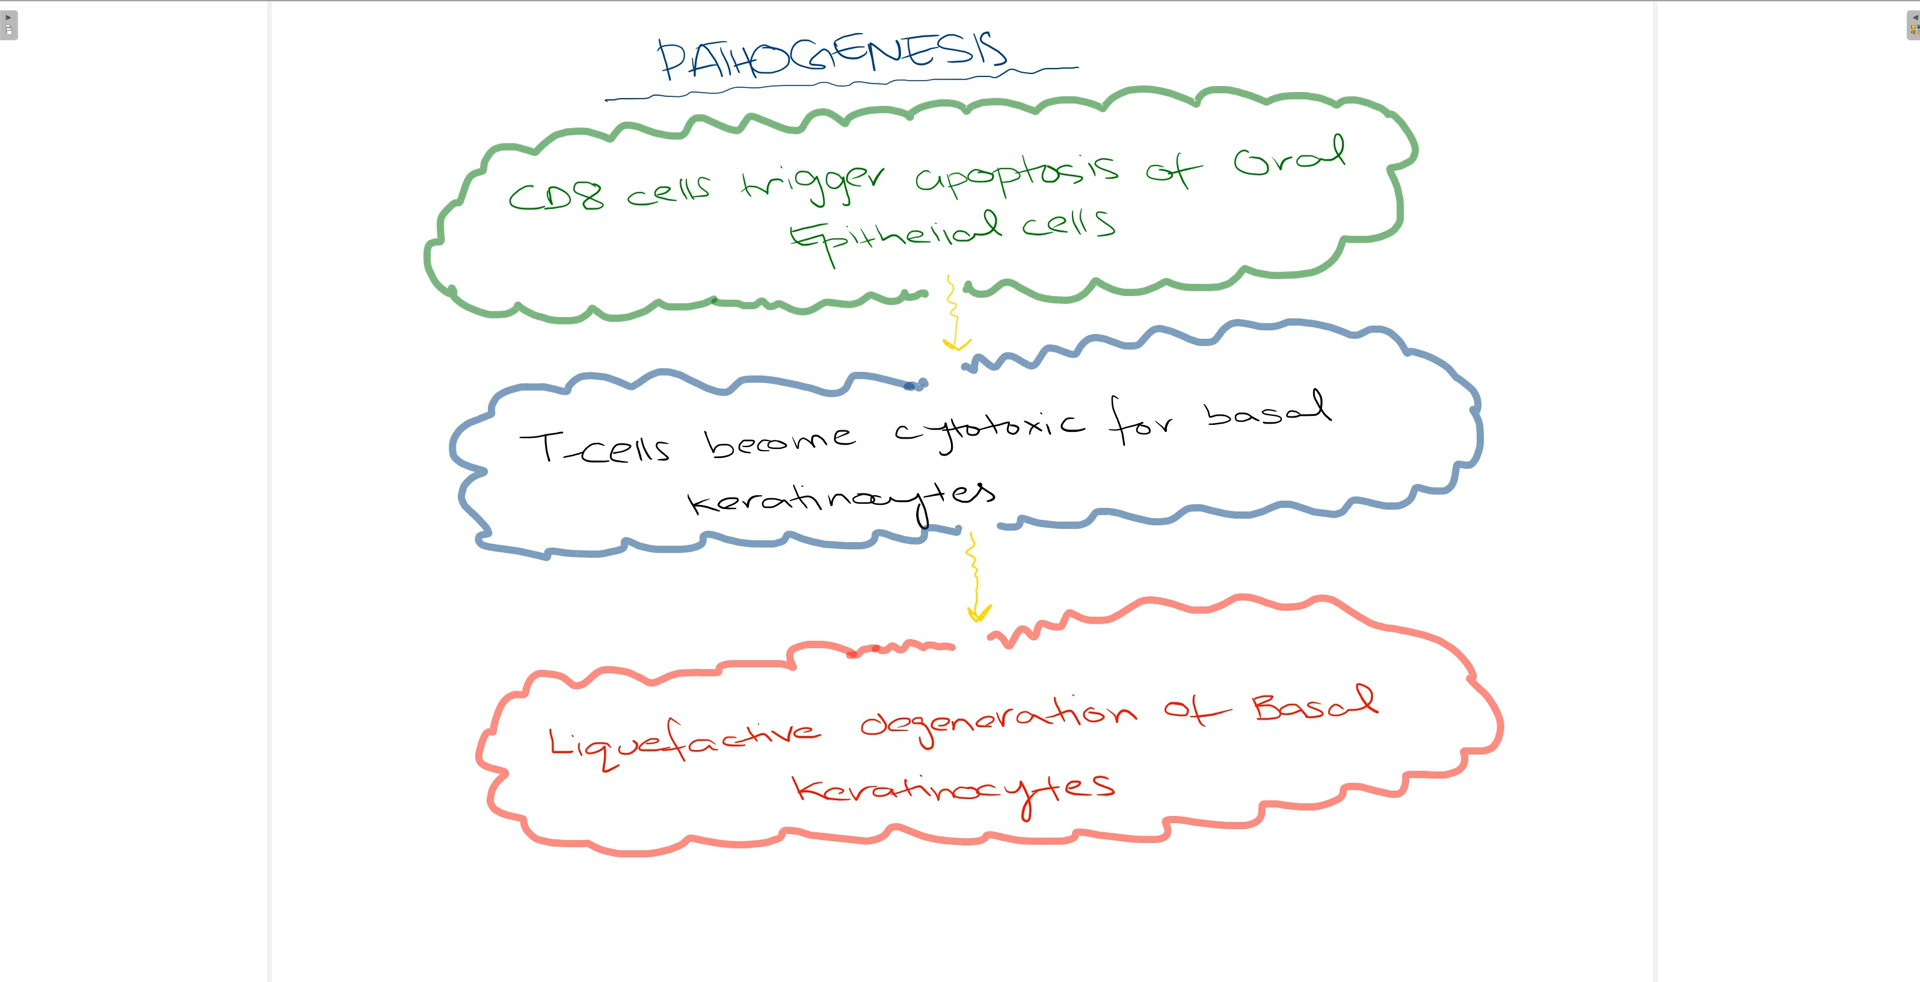 PATHOGENESIS
CD8 cells trigger apoptosis of Oral
Epithelial cells
T-cells become cytotoxic for basal
keratinocytes
Liquefactive degeneration of Basal
keratinocytes